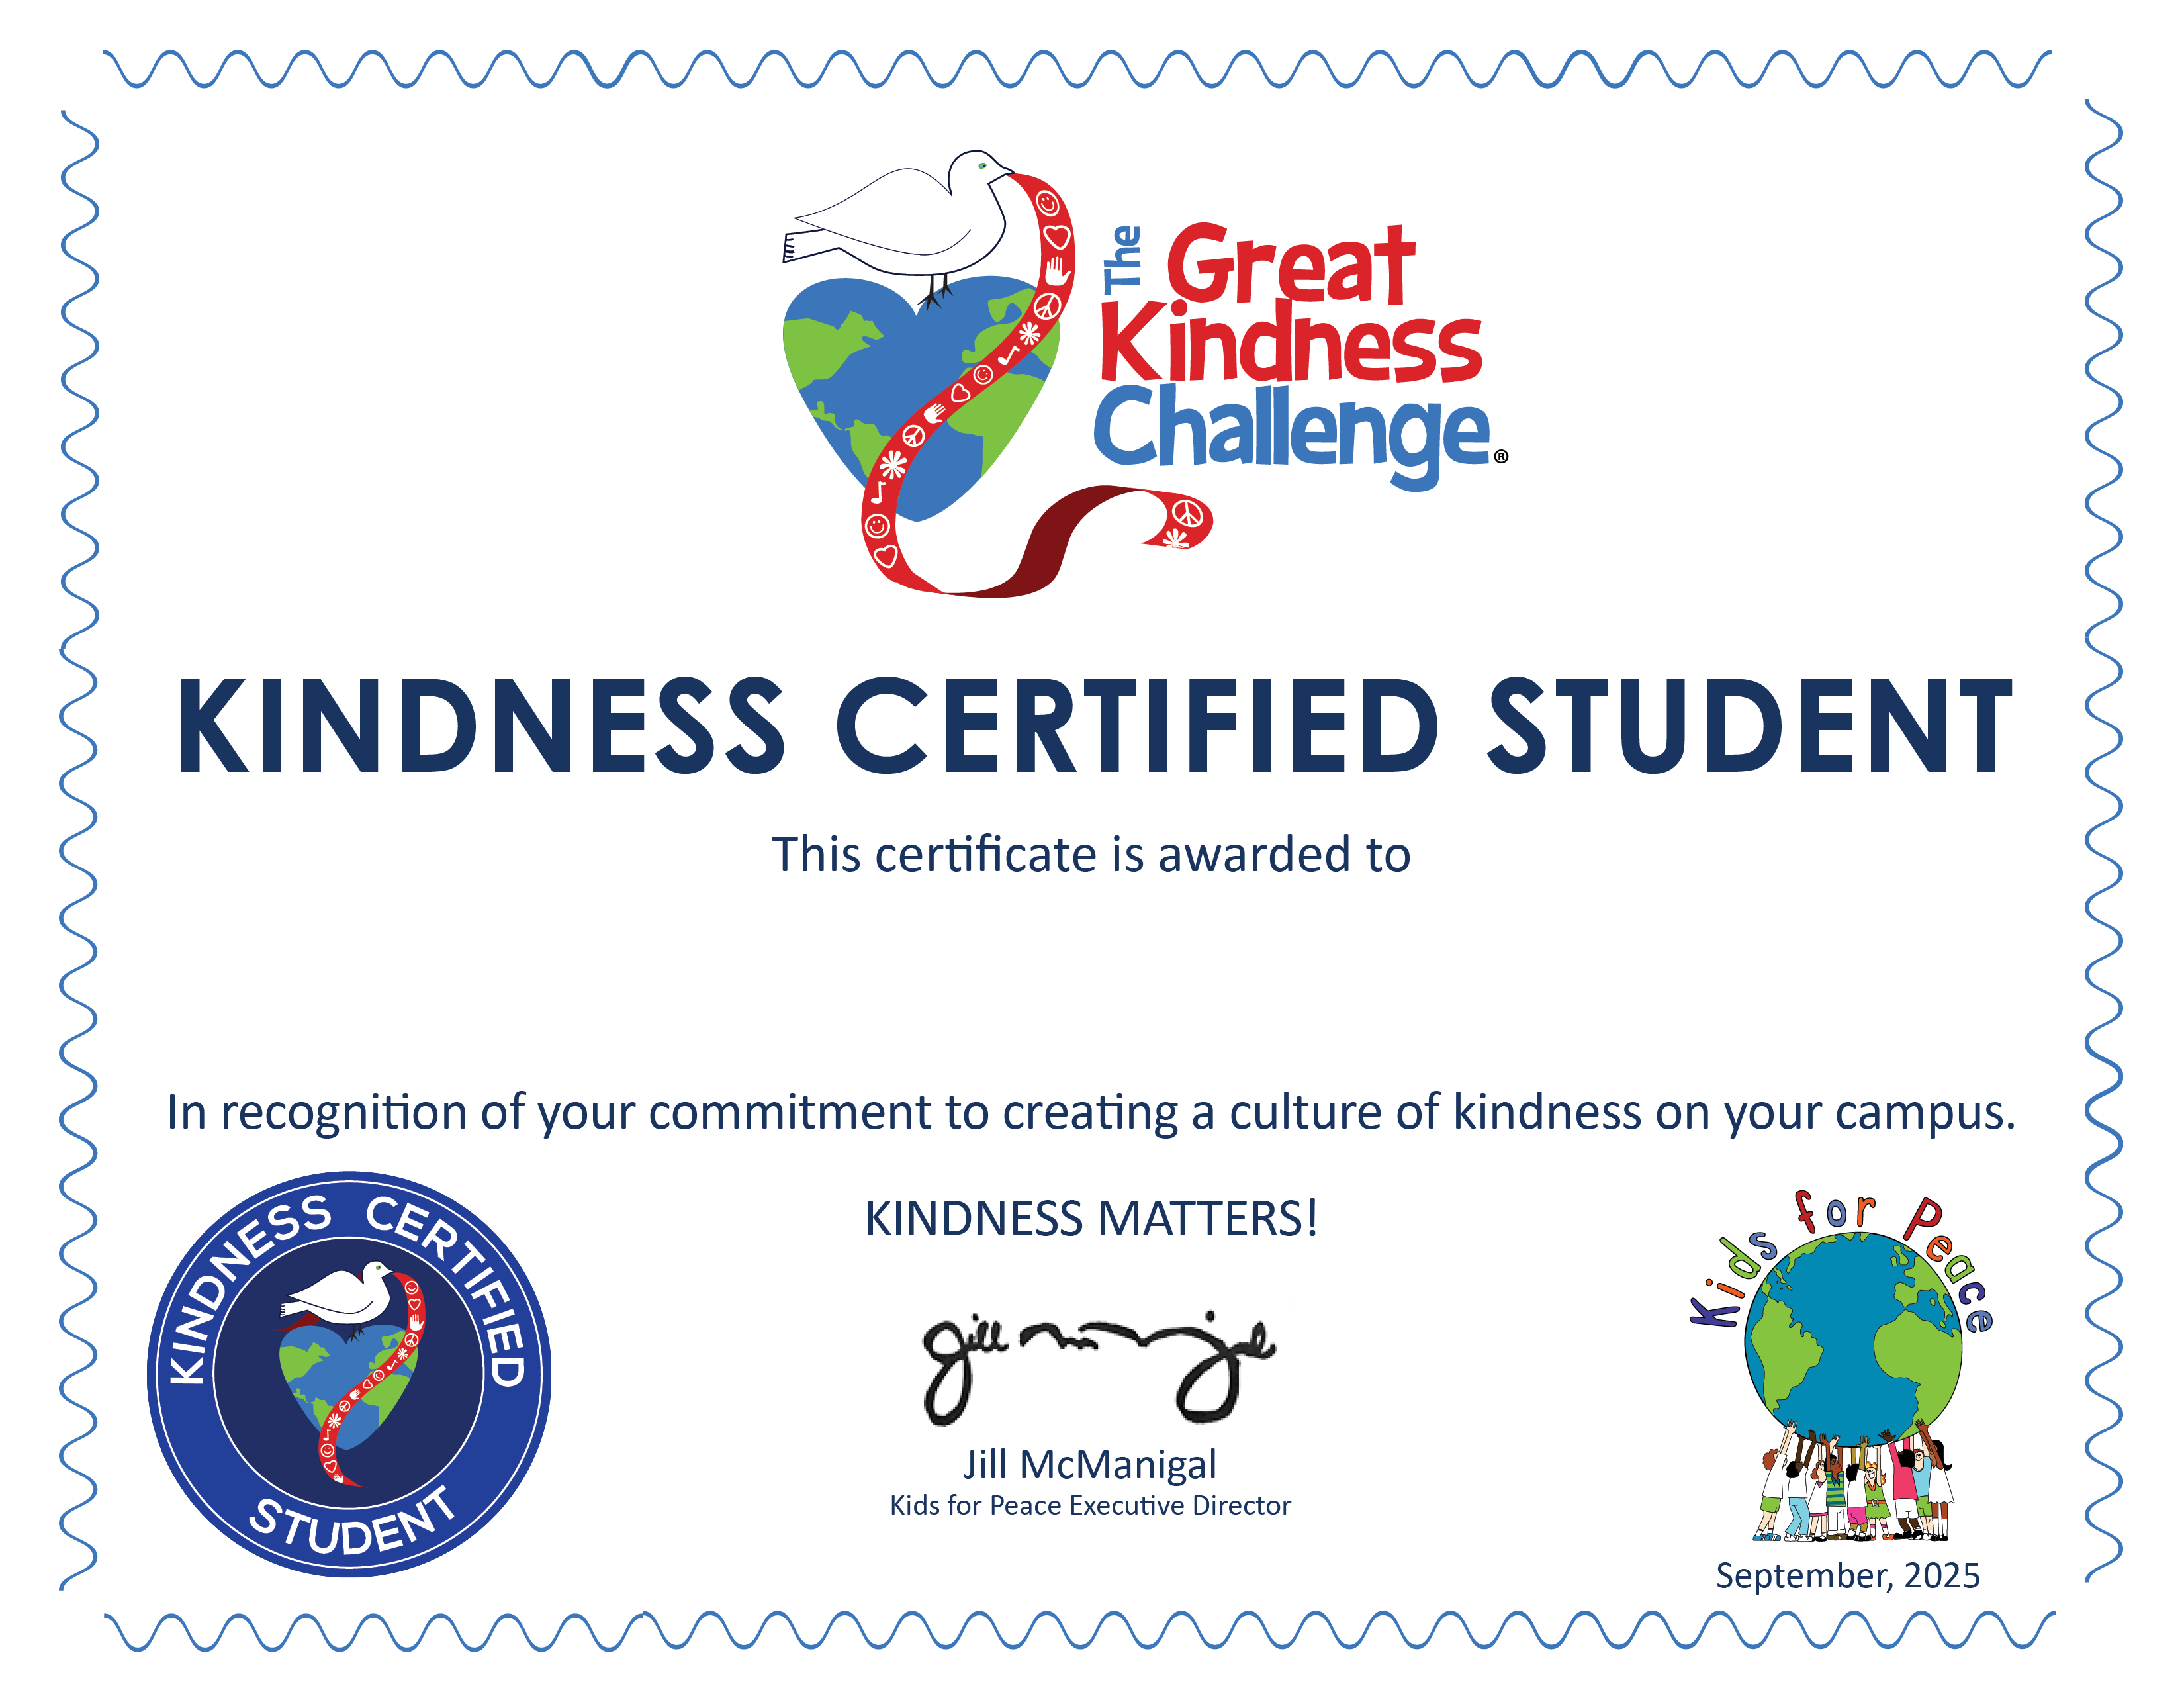 The Great
Kindness
Challenge®
KINDNESS CERTIFIED STUDENT
This certificate is awarded to
In recognition of your commitment to creating a culture of kindness on your campus.
KINDNESS CERTIFIED
STUDENT
KINDNESS MATTERS!
Jill McManigal
Kids for Peace Executive Director
Kids for Peace
September, 2025